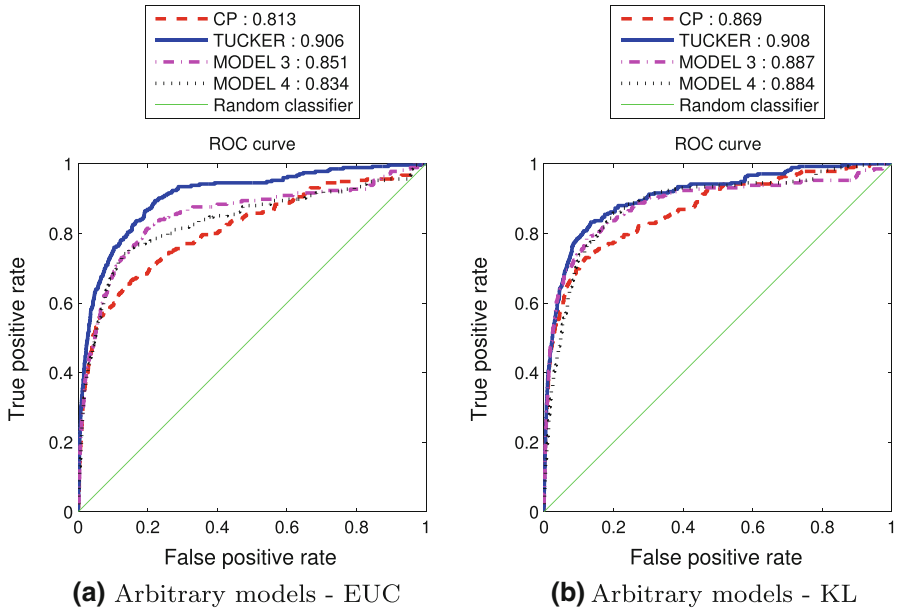 CP : 0.813
TUCKER : 0.906
MODEL 3 : 0.851
MODEL 4 : 0.834
Random classifier
ROC curve
1
0.8
0.6
0.4
0.2
0
True positive rate
0 0.2 0.4 0.6 0.8 1
False positive rate
(a) Arbitrary models - EUC
CP : 0.869
TUCKER : 0.908
MODEL 3 : 0.887
MODEL 4 : 0.884
Random classifier
ROC curve
1
0.8
0.6
0.4
0.2
0
True positive rate
0 0.2 0.4 0.6 0.8 1
False positive rate
(b) Arbitrary models - KL